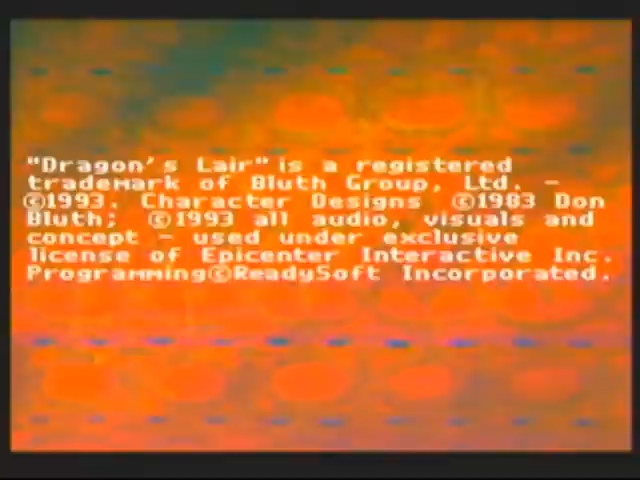 "Dragon's Lair" is a registered
trademark of Bluth Group, Ltd. -
©1993. Character Designs ©1983 Don
Bluth; ©1993 all audio, visuals and
concept - used under exclusive
license of Epicenter Interactive Inc.
Programming©ReadySoft Incorporated.